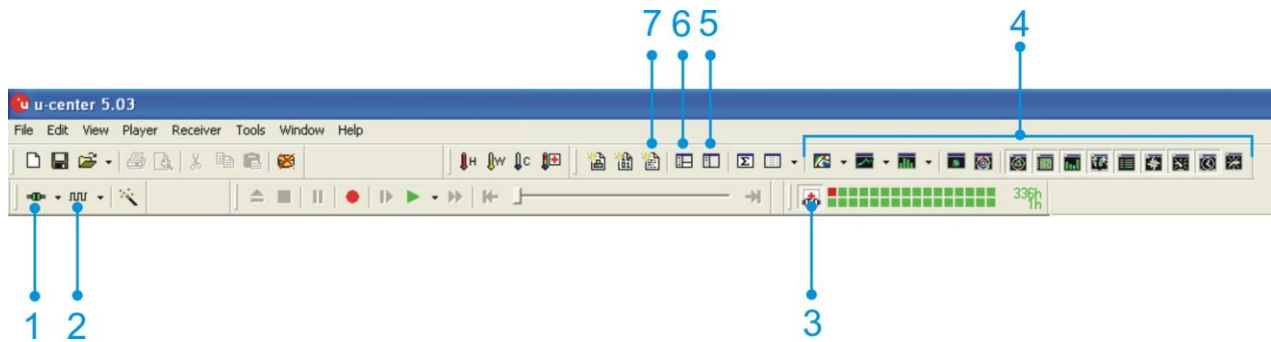 7 6 5 4
u-center 5.03
File Edit View Player Receiver Tools Window Help
H W C
336h
1h
1 2 3